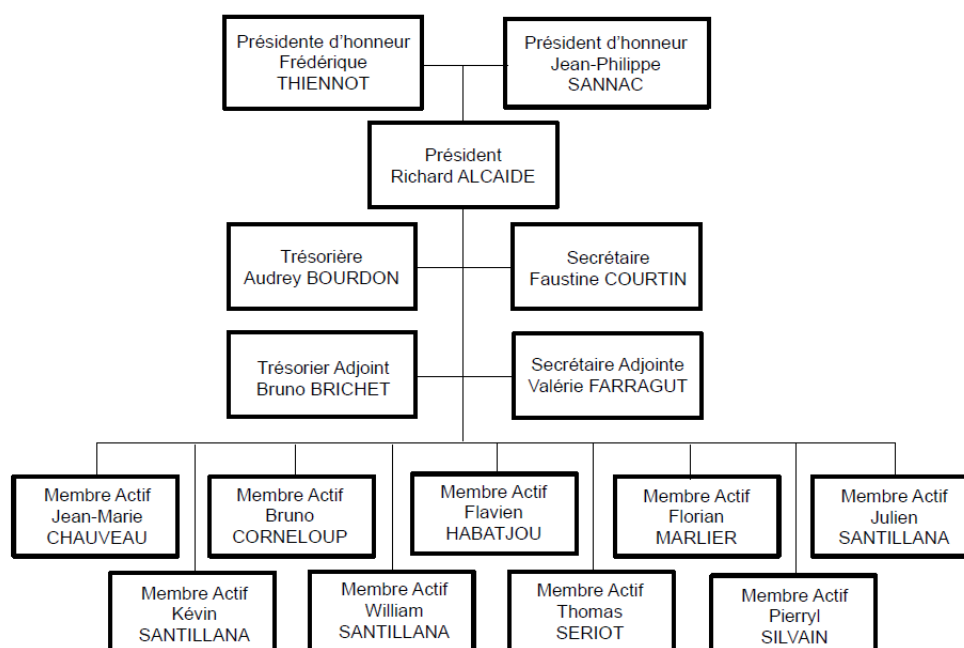 Présidente d'honneur
Frédérique
THIENNOT
Président d'honneur
Jean-Philippe
SANNAC
Président
Richard ALCAIDE
Trésorière
Audrey BOURDON
Secrétaire
Faustine COURTIN
Trésorier Adjoint
Bruno BRICHET
Secrétaire Adjointe
Valérie FARRAGUT
Membre Actif
Jean-Marie
CHAUVEAU
Membre Actif
Bruno
CORNELOUP
Membre Actif
Flavien
HABATJOU
Membre Actif
Florian
MARLIER
Membre Actif
Julien
SANTILLANA
Membre Actif
Kévin
SANTILLANA
Membre Actif
William
SANTILLANA
Membre Actif
Thomas
SERIOT
Membre Actif
Pierryl
SILVAIN